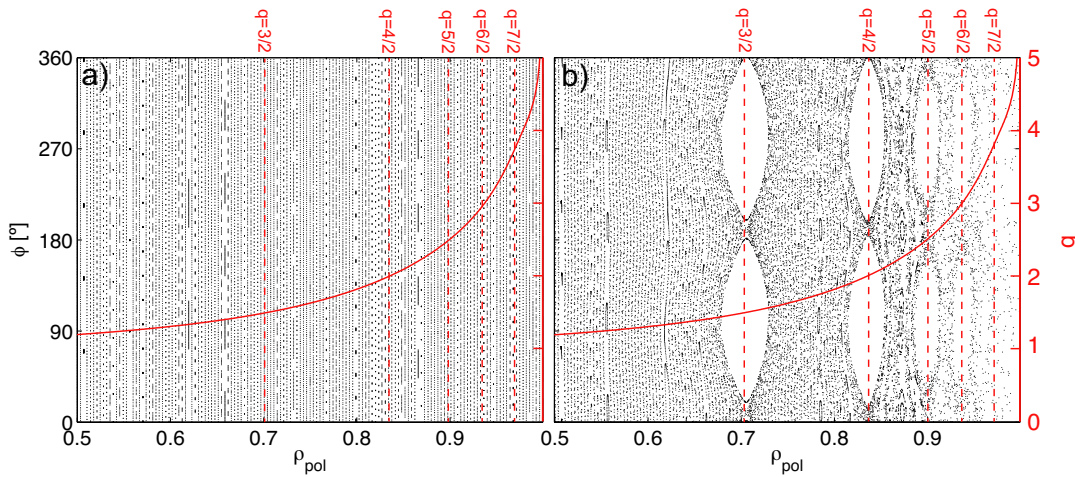 q=3/2 q=4/2 q=5/2 q=6/2 q=7/2 q=3/2 q=4/2 q=5/2 q=6/2 q=7/2
360 a) b) 5
4
270
3
ϕ [º] 180 q
2
90
1
0 0
0.5 0.6 0.7 0.8 0.9 0.5 0.6 0.7 0.8 0.9
ρpol ρpol